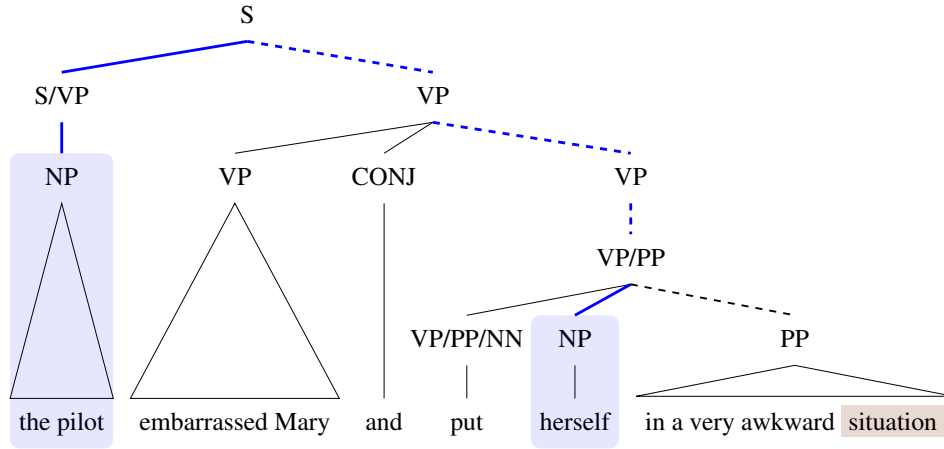 S
S/VP VP
NP VP CONJ VP
VP/PP
VP/PP/NN NP PP
the pilot embarrassed Mary and put herself in a very awkward situation